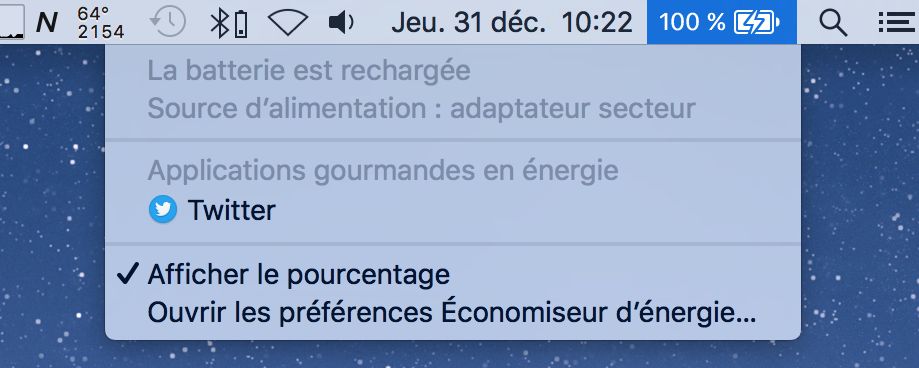 N 64° 2154 Jeu. 31 déc. 10:22 100 %
La batterie est rechargée
Source d’alimentation : adaptateur secteur
Applications gourmandes en énergie
Twitter
✓ Afficher le pourcentage
Ouvrir les préférences Économiseur d’énergie...